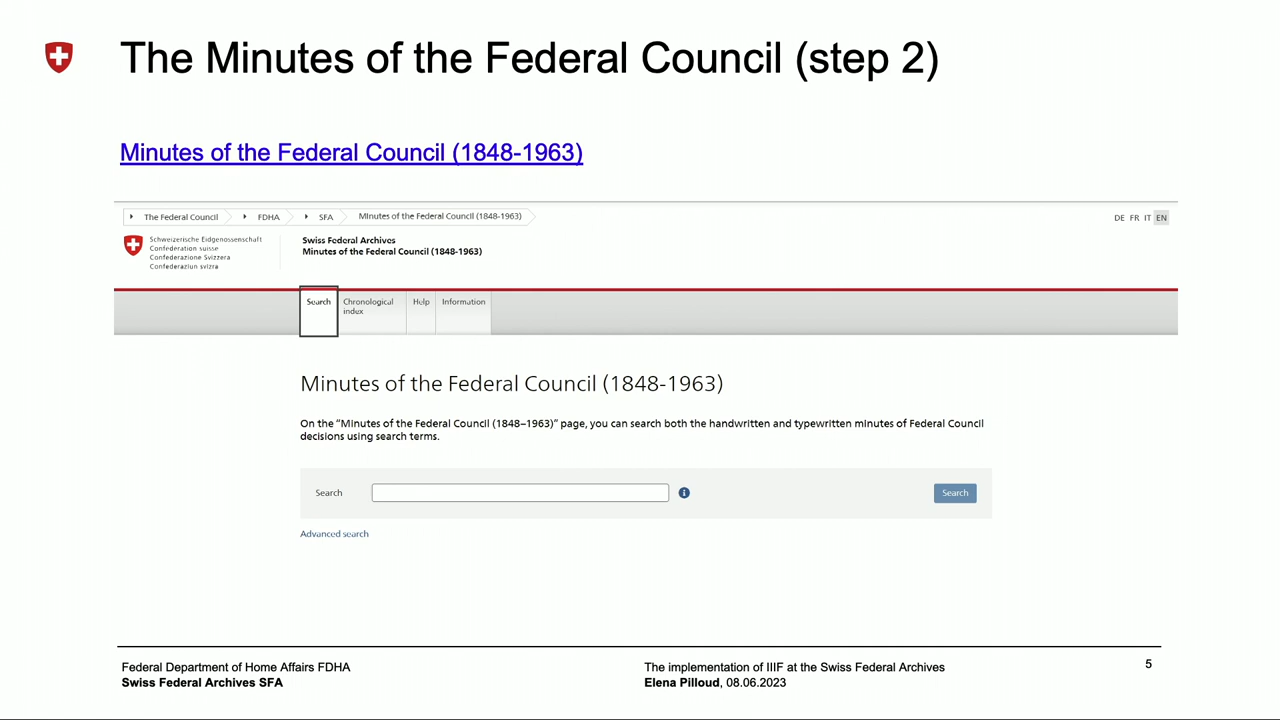 The Minutes of the Federal Council (step 2)
Minutes of the Federal Council (1848-1963)
The Federal Council FDHA SFA Minutes of the Federal Council (1848-1963)
DE FR IT EN
Schweizerische Eidgenossenschaft
Confédération suisse
Confederazione Svizzera
Confederaziun svizra
Swiss Federal Archives
Minutes of the Federal Council (1848-1963)
Search
Chronological
index
Help
Information
Minutes of the Federal Council (1848-1963)
On the “Minutes of the Federal Council (1848–1963)” page, you can search both the handwritten and typewritten minutes of Federal Council
decisions using search terms.
Search
Search
Advanced search
Federal Department of Home Affairs FDHA
Swiss Federal Archives SFA
The implementation of IIIF at the Swiss Federal Archives
Elena Pilloud, 08.06.2023
5